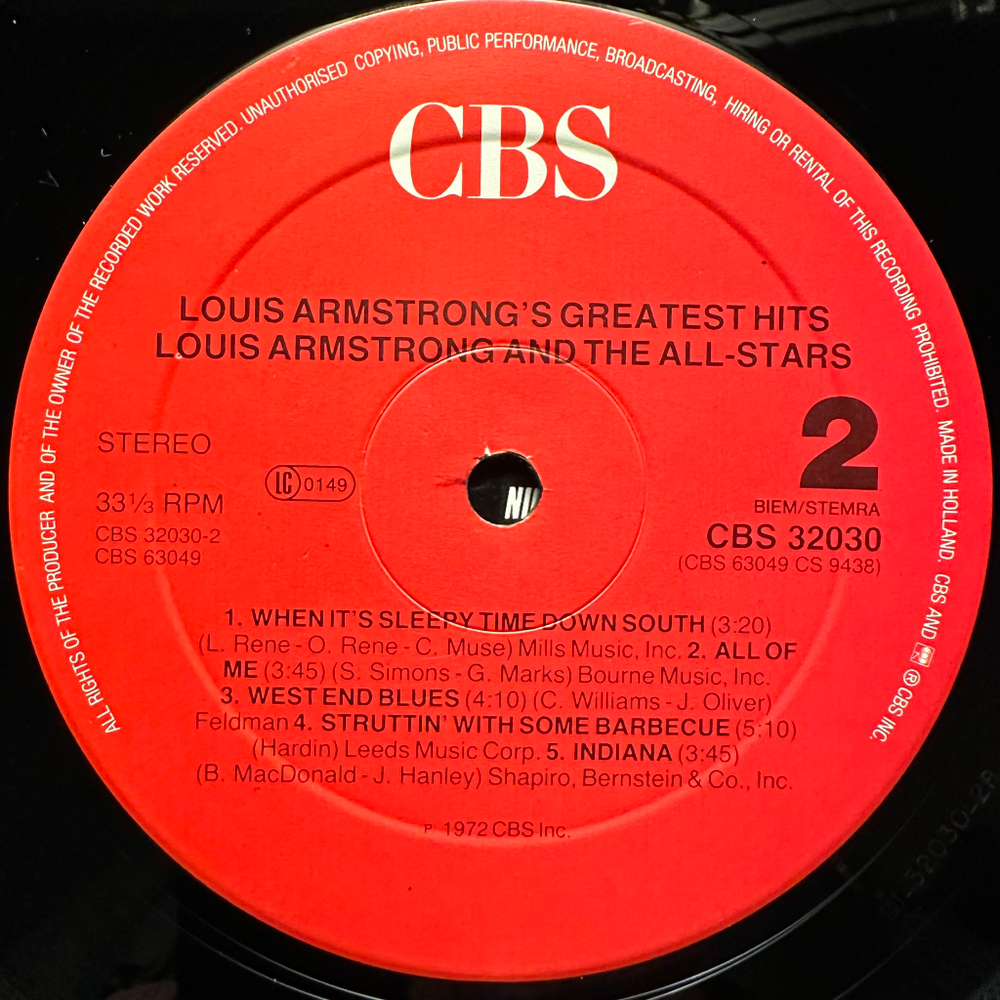 ALL RIGHTS OF THE PRODUCER AND OF THE OWNER OF THE RECORDED WORK RESERVED. UNAUTHORISED COPYING, PUBLIC PERFORMANCE, BROADCASTING, HIRING OR RENTAL OF THIS RECORDING PROHIBITED. MADE IN HOLLAND. CBS AND ® CBS INC.
CBS
LOUIS ARMSTRONG'S GREATEST HITS
LOUIS ARMSTRONG AND THE ALL-STARS
STEREO
LC 0149
33⅓ RPM
CBS 32030-2
CBS 63049
2
BIEM/STEMRA
CBS 32030
(CBS 63049 CS 9438)
1. WHEN IT'S SLEEPY TIME DOWN SOUTH (3:20)
(L. Rene - O. Rene - C. Muse) Mills Music, Inc. 2. ALL OF
ME (3:45) (S. Simons - G. Marks) Bourne Music, Inc.
3. WEST END BLUES (4:10) (C. Williams - J. Oliver)
Feldman 4. STRUTTIN' WITH SOME BARBECUE (5:10)
(Hardin) Leeds Music Corp. 5. INDIANA (3:45)
(B. MacDonald - J. Hanley) Shapiro, Bernstein & Co., Inc.
P 1972 CBS Inc.